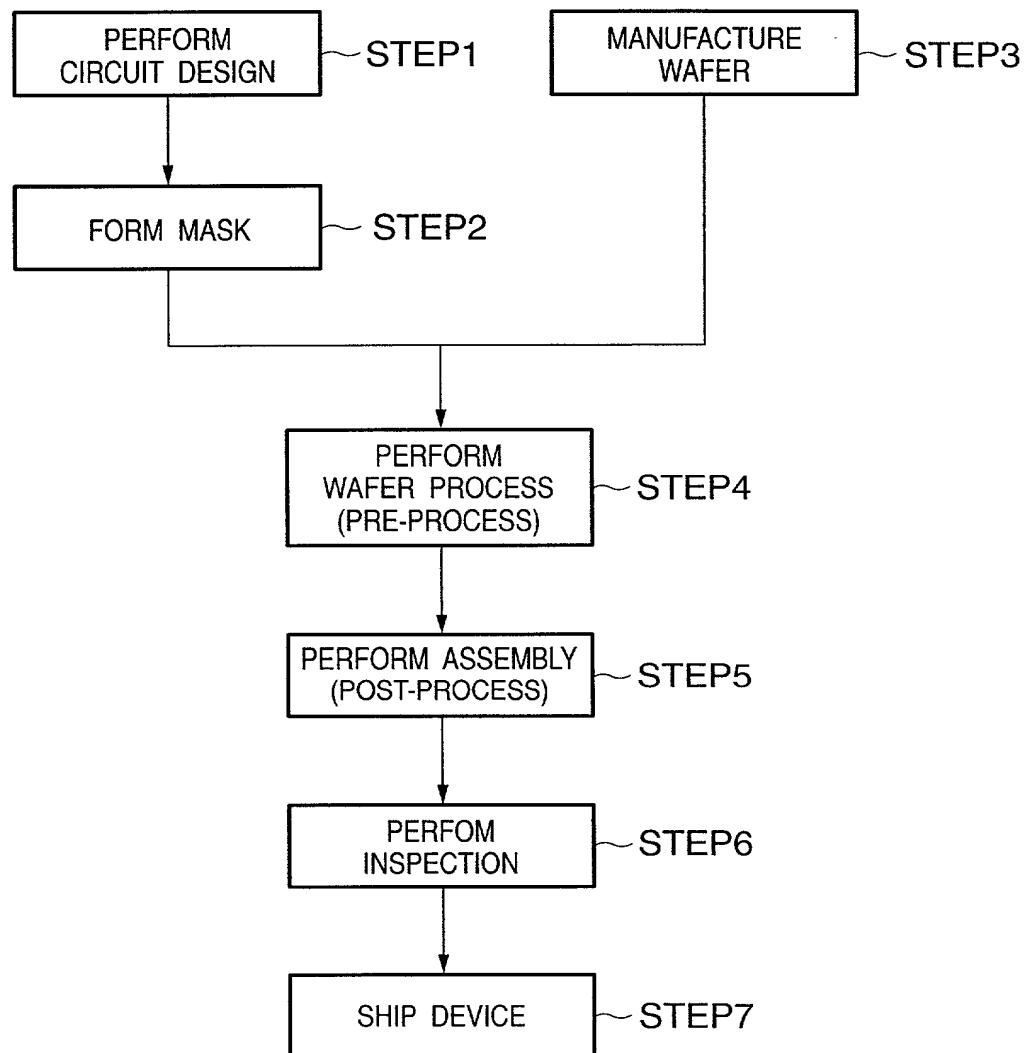 PERFORM
CIRCUIT DESIGN
STEP1
MANUFACTURE
WAFER
STEP3
FORM MASK
STEP2
PERFORM
WAFER PROCESS
(PRE-PROCESS)
STEP4
PERFORM ASSEMBLY
(POST-PROCESS)
STEP5
PERFOM
INSPECTION
STEP6
SHIP DEVICE
STEP7